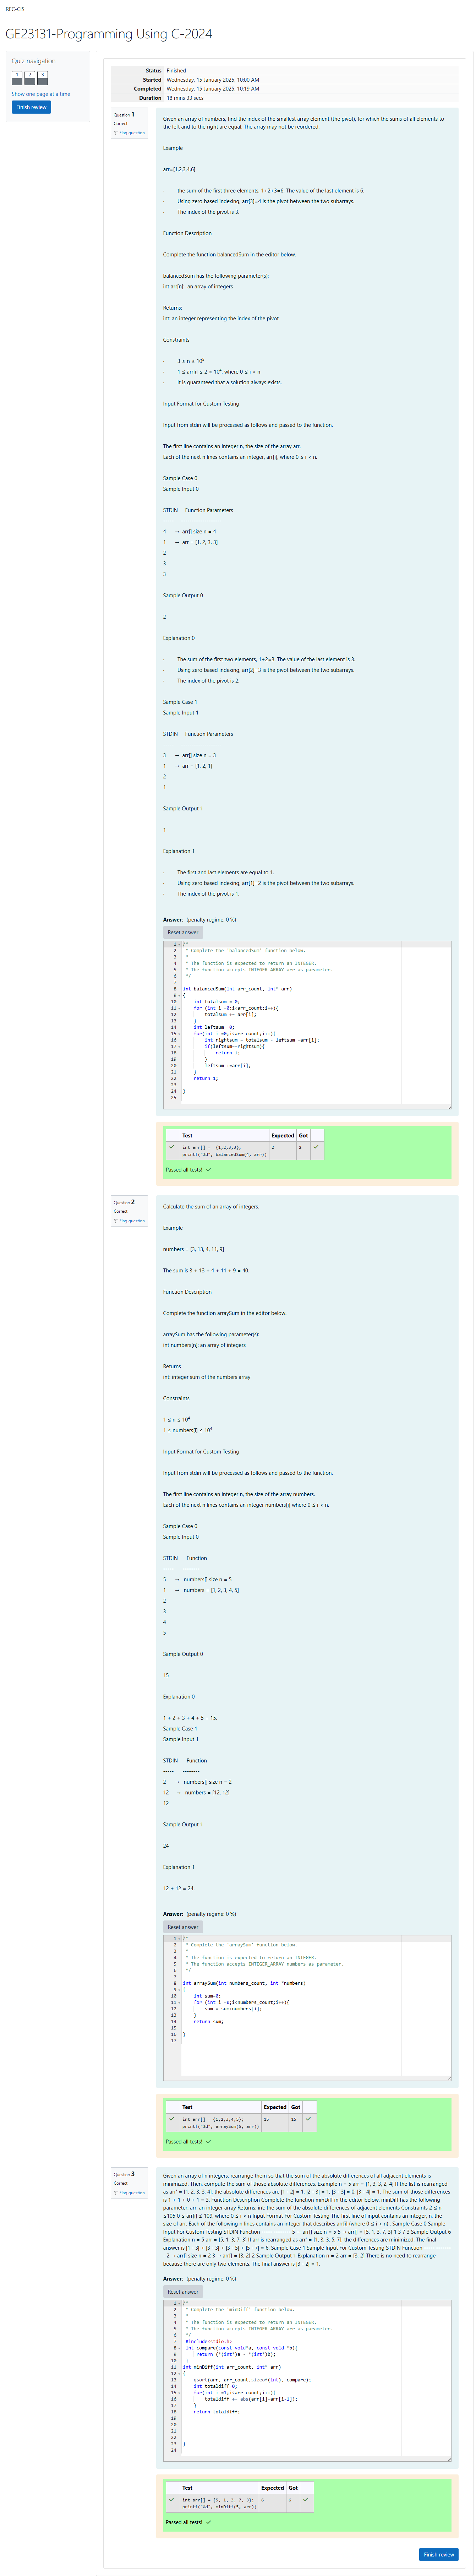 REC-CIS
GE23131-Programming Using C-2024
Quiz navigation
1 2 3
Show one page at a time
Finish review
Status Finished
Started Wednesday, 15 January 2025, 10:00 AM
Completed Wednesday, 15 January 2025, 10:19 AM
Duration 18 mins 33 secs
Question 1
Correct
Flag question
Given an array of numbers, find the index of the smallest array element (the pivot), for which the sums of all elements to
the left and to the right are equal. The array may not be reordered.
Example
arr=[1,2,3,4,6]
· the sum of the first three elements, 1+2+3=6. The value of the last element is 6.
· Using zero based indexing, arr[3]=4 is the pivot between the two subarrays.
· The index of the pivot is 3.
Function Description
Complete the function balancedSum in the editor below.
balancedSum has the following parameter(s):
int arr[n]: an array of integers
Returns:
int: an integer representing the index of the pivot
Constraints
· 3 ≤ n ≤ 10⁵
· 1 ≤ arr[i] ≤ 2 × 10⁴, where 0 ≤ i < n
· It is guaranteed that a solution always exists.
Input Format for Custom Testing
Input from stdin will be processed as follows and passed to the function.
The first line contains an integer n, the size of the array arr.
Each of the next n lines contains an integer, arr[i], where 0 ≤ i < n.
Sample Case 0
Sample Input 0
STDIN Function Parameters
----- -------------------
4 → arr[] size n = 4
1 → arr = [1, 2, 3, 3]
2
3
3
Sample Output 0
2
Explanation 0
· The sum of the first two elements, 1+2=3. The value of the last element is 3.
· Using zero based indexing, arr[2]=3 is the pivot between the two subarrays.
· The index of the pivot is 2.
Sample Case 1
Sample Input 1
STDIN Function Parameters
----- -------------------
3 → arr[] size n = 3
1 → arr = [1, 2, 1]
2
1
Sample Output 1
1
Explanation 1
· The first and last elements are equal to 1.
· Using zero based indexing, arr[1]=2 is the pivot between the two subarrays.
· The index of the pivot is 1.
Answer: (penalty regime: 0 %)
Reset answer
1 /*
2 * Complete the 'balancedSum' function below.
3 *
4 * The function is expected to return an INTEGER.
5 * The function accepts INTEGER_ARRAY arr as parameter.
6 */
7
8 int balancedSum(int arr_count, int* arr)
9 {
10 int totalsum = 0;
11 for (int i =0;i<arr_count;i++){
12 totalsum += arr[i];
13 }
14 int leftsum =0;
15 for(int i =0;i<arr_count;i++){
16 int rightsum = totalsum - leftsum -arr[i];
17 if(leftsum==rightsum){
18 return i;
19 }
20 leftsum +=arr[i];
21 }
22 return 1;
23
24 }
25
Test Expected Got
int arr[] = {1,2,3,3}; 2 2
printf("%d", balancedSum(4, arr))
Passed all tests!
Question 2
Correct
Flag question
Calculate the sum of an array of integers.
Example
numbers = [3, 13, 4, 11, 9]
The sum is 3 + 13 + 4 + 11 + 9 = 40.
Function Description
Complete the function arraySum in the editor below.
arraySum has the following parameter(s):
int numbers[n]: an array of integers
Returns
int: integer sum of the numbers array
Constraints
1 ≤ n ≤ 10⁴
1 ≤ numbers[i] ≤ 10⁴
Input Format for Custom Testing
Input from stdin will be processed as follows and passed to the function.
The first line contains an integer n, the size of the array numbers.
Each of the next n lines contains an integer numbers[i] where 0 ≤ i < n.
Sample Case 0
Sample Input 0
STDIN Function
----- --------
5 → numbers[] size n = 5
1 → numbers = [1, 2, 3, 4, 5]
2
3
4
5
Sample Output 0
15
Explanation 0
1 + 2 + 3 + 4 + 5 = 15.
Sample Case 1
Sample Input 1
STDIN Function
----- --------
2 → numbers[] size n = 2
12 → numbers = [12, 12]
12
Sample Output 1
24
Explanation 1
12 + 12 = 24.
Answer: (penalty regime: 0 %)
Reset answer
1 /*
2 * Complete the 'arraySum' function below.
3 *
4 * The function is expected to return an INTEGER.
5 * The function accepts INTEGER_ARRAY numbers as parameter.
6 */
7
8 int arraySum(int numbers_count, int *numbers)
9 {
10 int sum=0;
11 for (int i =0;i<numbers_count;i++){
12 sum = sum+numbers[i];
13 }
14 return sum;
15
16 }
17
Test Expected Got
int arr[] = {1,2,3,4,5}; 15 15
printf("%d", arraySum(5, arr))
Passed all tests!
Question 3
Correct
Flag question
Given an array of n integers, rearrange them so that the sum of the absolute differences of all adjacent elements is
minimized. Then, compute the sum of those absolute differences. Example n = 5 arr = [1, 3, 3, 2, 4] If the list is rearranged
as arr' = [1, 2, 3, 3, 4], the absolute differences are |1 - 2| = 1, |2 - 3| = 1, |3 - 3| = 0, |3 - 4| = 1. The sum of those differences
is 1 + 1 + 0 + 1 = 3. Function Description Complete the function minDiff in the editor below. minDiff has the following
parameter: arr: an integer array Returns: int: the sum of the absolute differences of adjacent elements Constraints 2 ≤ n
≤105 0 ≤ arr[i] ≤ 109, where 0 ≤ i < n Input Format For Custom Testing The first line of input contains an integer, n, the
size of arr. Each of the following n lines contains an integer that describes arr[i] (where 0 ≤ i < n) . Sample Case 0 Sample
Input For Custom Testing STDIN Function ----- -------- 5 → arr[] size n = 5 5 → arr[] = [5, 1, 3, 7, 3] 1 3 7 3 Sample Output 6
Explanation n = 5 arr = [5, 1, 3, 7, 3] If arr is rearranged as arr' = [1, 3, 3, 5, 7], the differences are minimized. The final
answer is |1 - 3| + |3 - 3| + |3 - 5| + |5 - 7| = 6. Sample Case 1 Sample Input For Custom Testing STDIN Function ----- -------
- 2 → arr[] size n = 2 3 → arr[] = [3, 2] 2 Sample Output 1 Explanation n = 2 arr = [3, 2] There is no need to rearrange
because there are only two elements. The final answer is |3 - 2| = 1.
Answer: (penalty regime: 0 %)
Reset answer
1 /*
2 * Complete the 'minDiff' function below.
3 *
4 * The function is expected to return an INTEGER.
5 * The function accepts INTEGER_ARRAY arr as parameter.
6 */
7 #include<stdio.h>
8 int compare(const void*a, const void *b){
9 return (*(int*)a - *(int*)b);
10 }
11 int minDiff(int arr_count, int* arr)
12 {
13 qsort(arr, arr_count,sizeof(int), compare);
14 int totaldiff=0;
15 for(int i =1;i<arr_count;i++){
16 totaldiff += abs(arr[i]-arr[i-1]);
17 }
18 return totaldiff;
19
20
21
22
23 }
24
Test Expected Got
int arr[] = {5, 1, 3, 7, 3}; 6 6
printf("%d", minDiff(5, arr))
Passed all tests!
Finish review